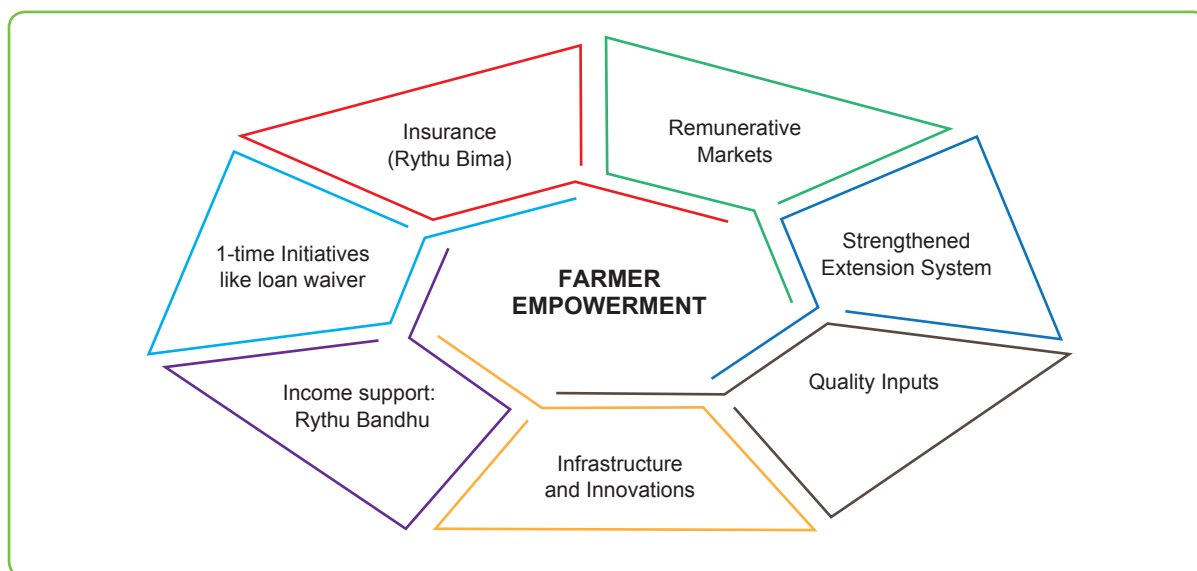 Insurance
(Rythu Bima)
Remunerative
Markets
1-time Initiatives
like loan waiver
Strengthened
Extension System
FARMER
EMPOWERMENT
Income support:
Rythu Bandhu
Quality Inputs
Infrastructure
and Innovations